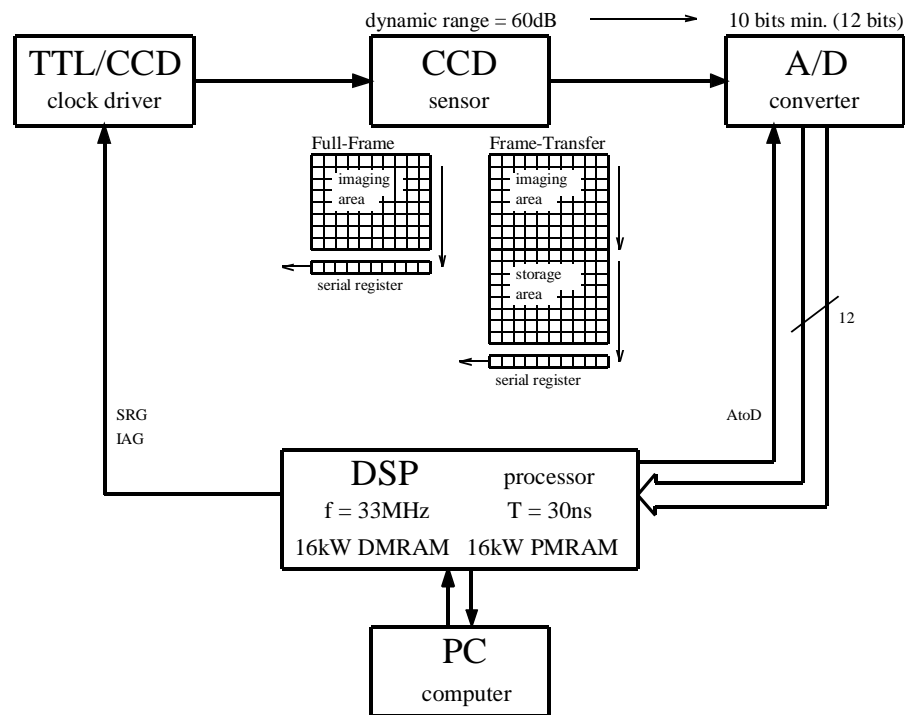 dynamic range = 60dB
10 bits min. (12 bits)
TTL/CCD
clock driver
CCD
sensor
A/D
converter
Full-Frame
imaging
area
serial register
Frame-Transfer
imaging
area
storage
area
serial register
12
SRG
IAG
AtoD
DSP processor
f = 33MHz T = 30ns
16kW DMRAM 16kW PMRAM
PC
computer